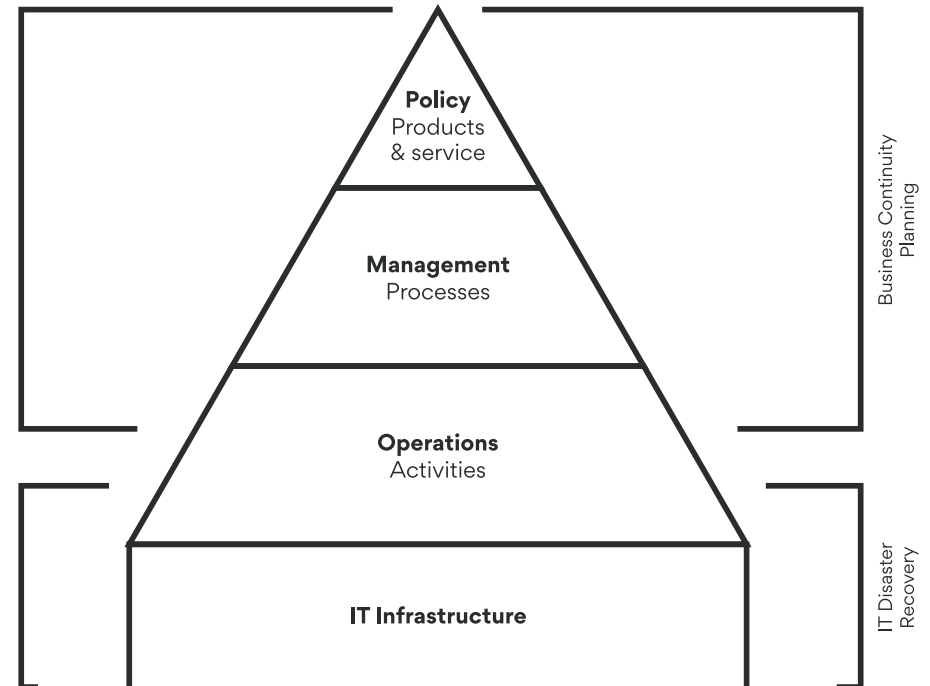 Policy
Products
& service
Management
Processes
Operations
Activities
IT Infrastructure
Business Continuity
Planning
IT Disaster
Recovery